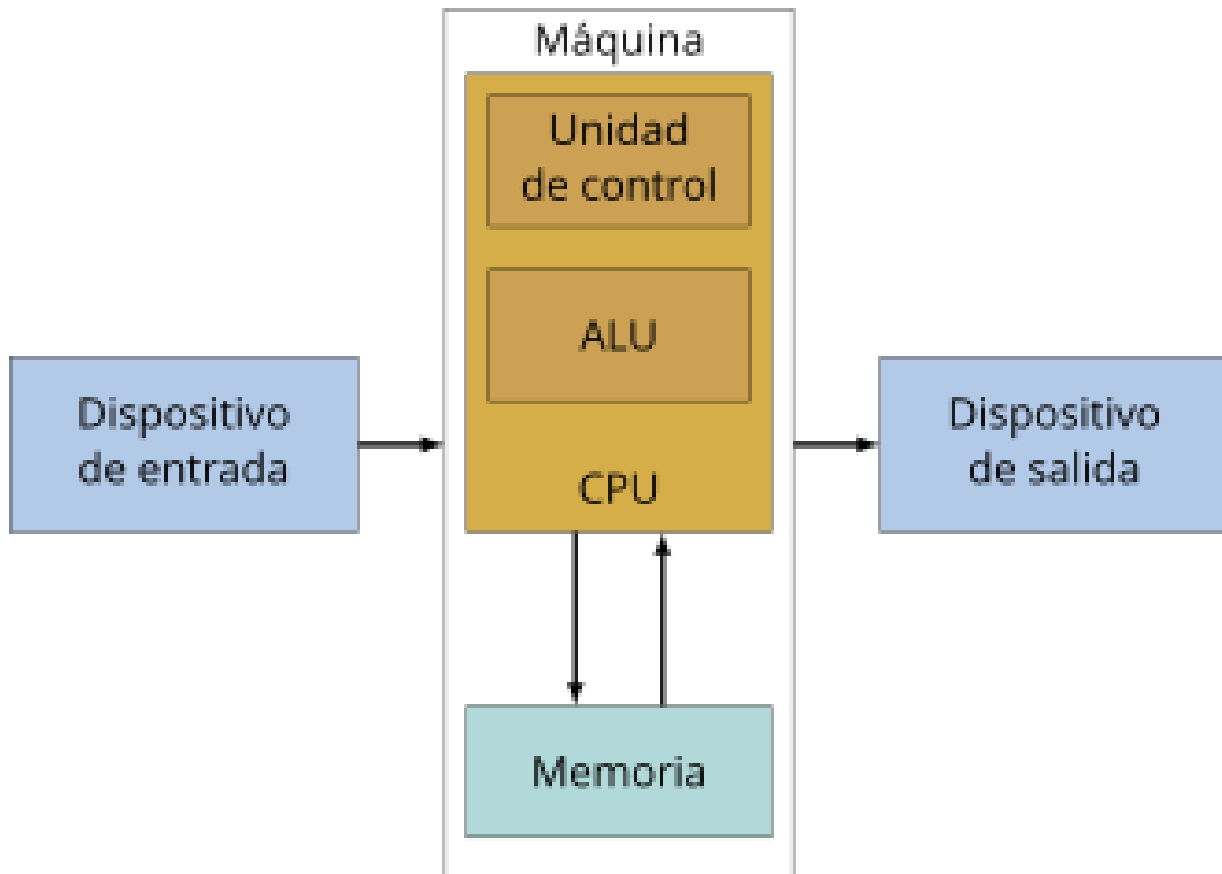 Máquina
Unidad
de control
ALU
Dispositivo
de entrada
CPU
Dispositivo
de salida
Memoria